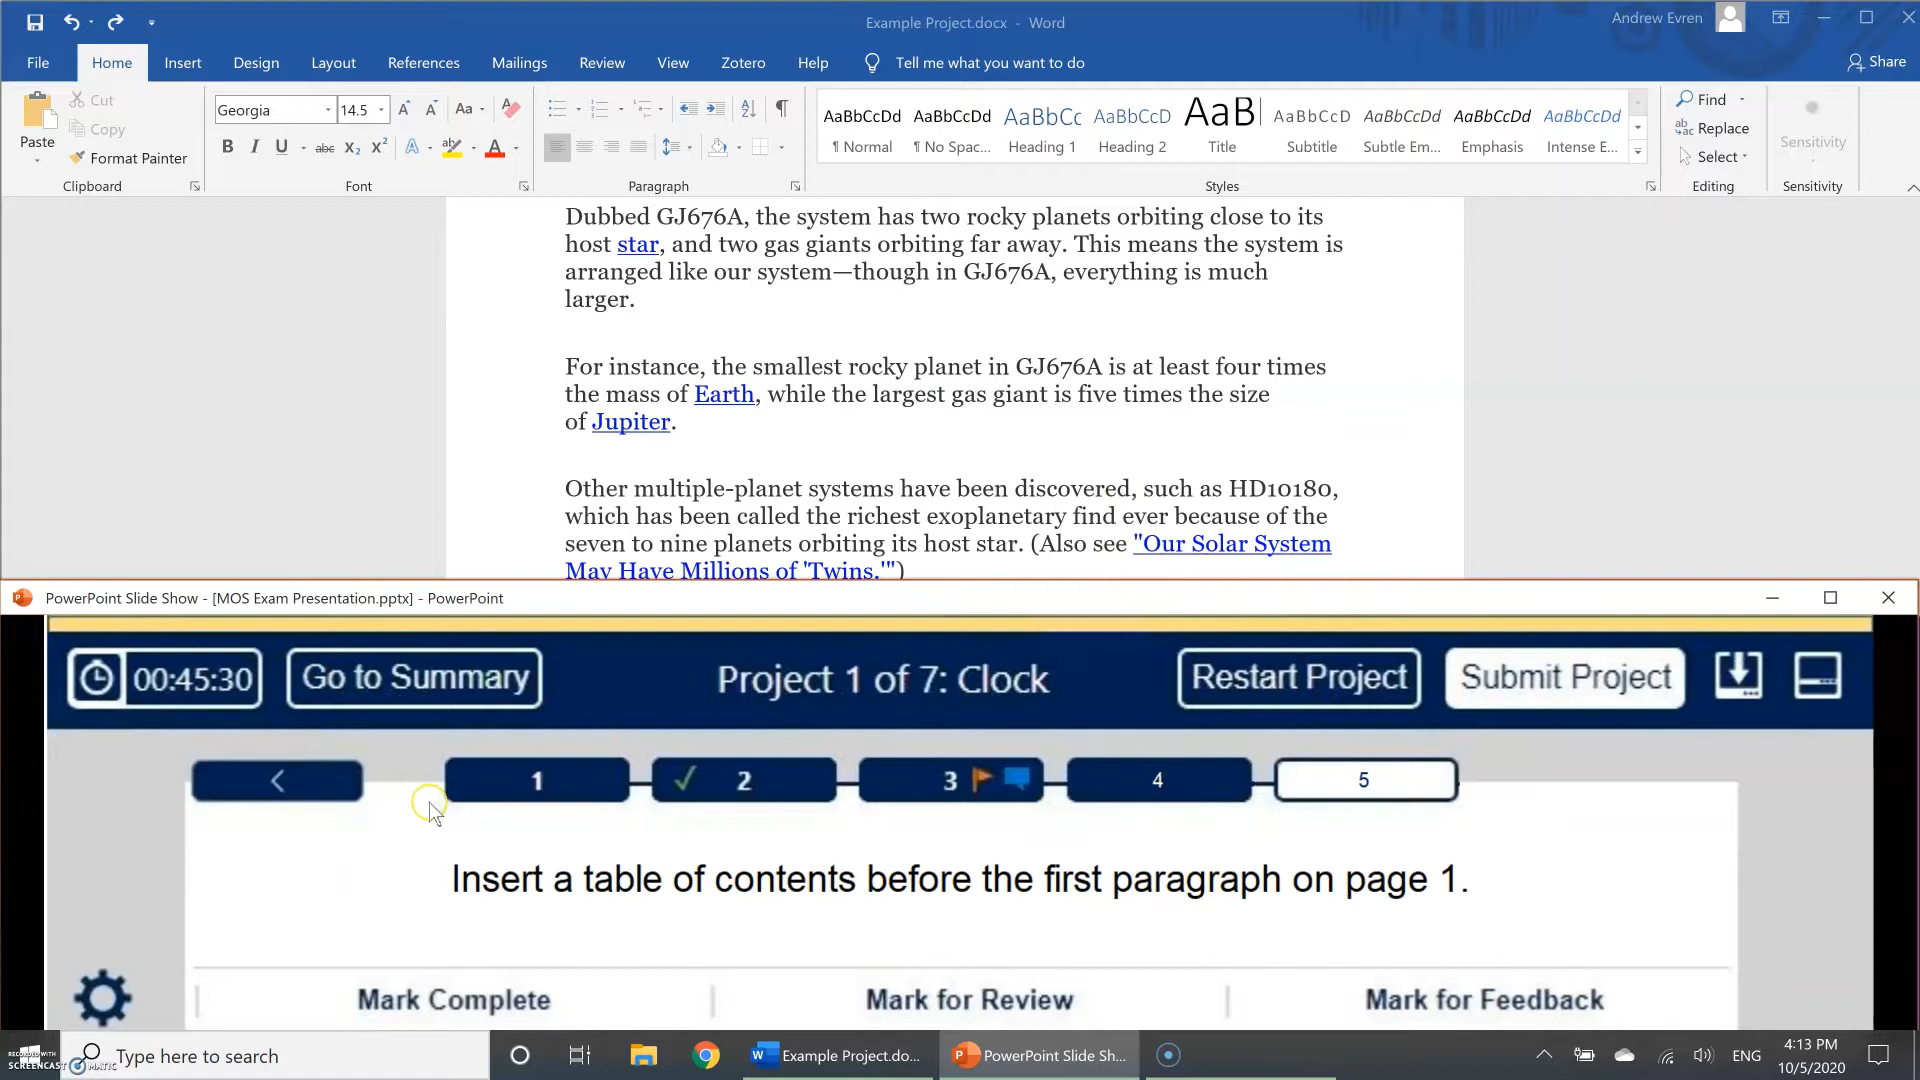 Example Project.docx - Word
Andrew Evren
File Home Insert Design Layout References Mailings Review View Zotero Help Tell me what you want to do
Share
Paste
Cut
Copy
Format Painter
Clipboard
Georgia 14.5
Aa
B I U abc X2 X2 A ab A
Font
Paragraph
AaBbCcDd
¶ Normal
AaBbCcDd
¶ No Spac...
AaBbCc
Heading 1
AaBbCcD
Heading 2
AaB
Title
AaBbCcD
Subtitle
AaBbCcDd
Subtle Em...
AaBbCcDd
Emphasis
AaBbCcDd
Intense E...
Styles
Find
Replace
Select
Editing
Sensitivity
Sensitivity
Dubbed GJ676A, the system has two rocky planets orbiting close to its
host star, and two gas giants orbiting far away. This means the system is
arranged like our system—though in GJ676A, everything is much
larger.
For instance, the smallest rocky planet in GJ676A is at least four times
the mass of Earth, while the largest gas giant is five times the size
of Jupiter.
Other multiple-planet systems have been discovered, such as HD10180,
which has been called the richest exoplanetary find ever because of the
seven to nine planets orbiting its host star. (Also see "Our Solar System
May Have Millions of 'Twins.'")
PowerPoint Slide Show - [MOS Exam Presentation.pptx] - PowerPoint
00:45:30
Go to Summary
Project 1 of 7: Clock
Restart Project
Submit Project
1 2 3 4 5
Insert a table of contents before the first paragraph on page 1.
Mark Complete
Mark for Review
Mark for Feedback
RECORDED WITH
SCREENCAST MATIC
Type here to search
Example Project.do...
PowerPoint Slide Sh...
ENG
4:13 PM
10/5/2020